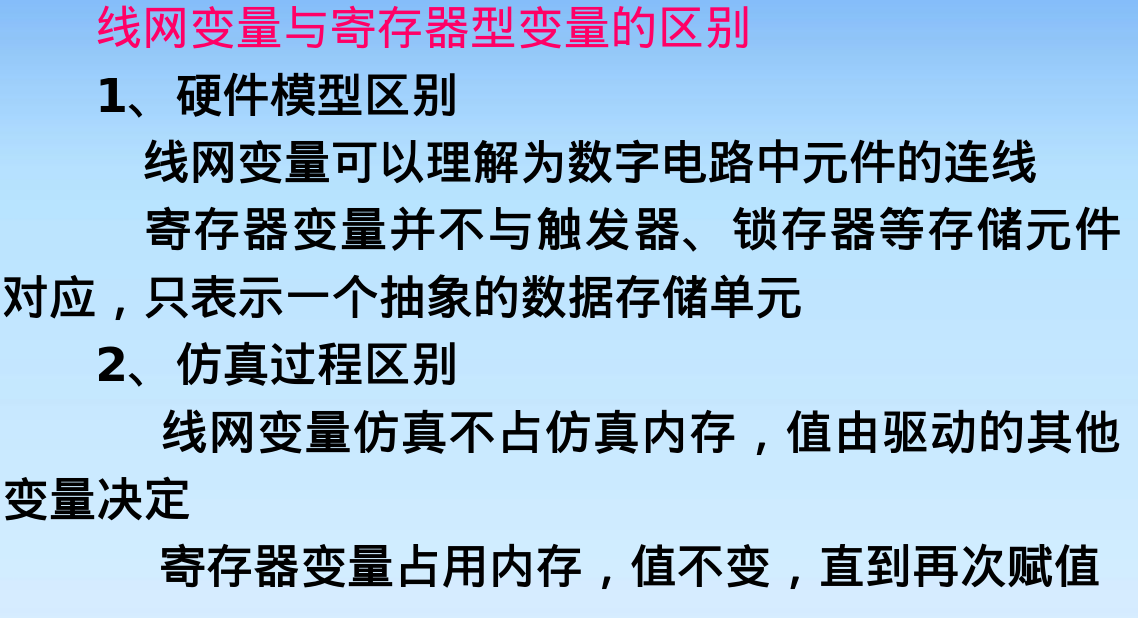 线网变量与寄存器型变量的区别
1、硬件模型区别
线网变量可以理解为数字电路中元件的连线
寄存器变量并不与触发器、锁存器等存储元件
对应，只表示一个抽象的数据存储单元
2、仿真过程区别
线网变量仿真不占仿真内存，值由驱动的其他
变量决定
寄存器变量占用内存，值不变，直到再次赋值